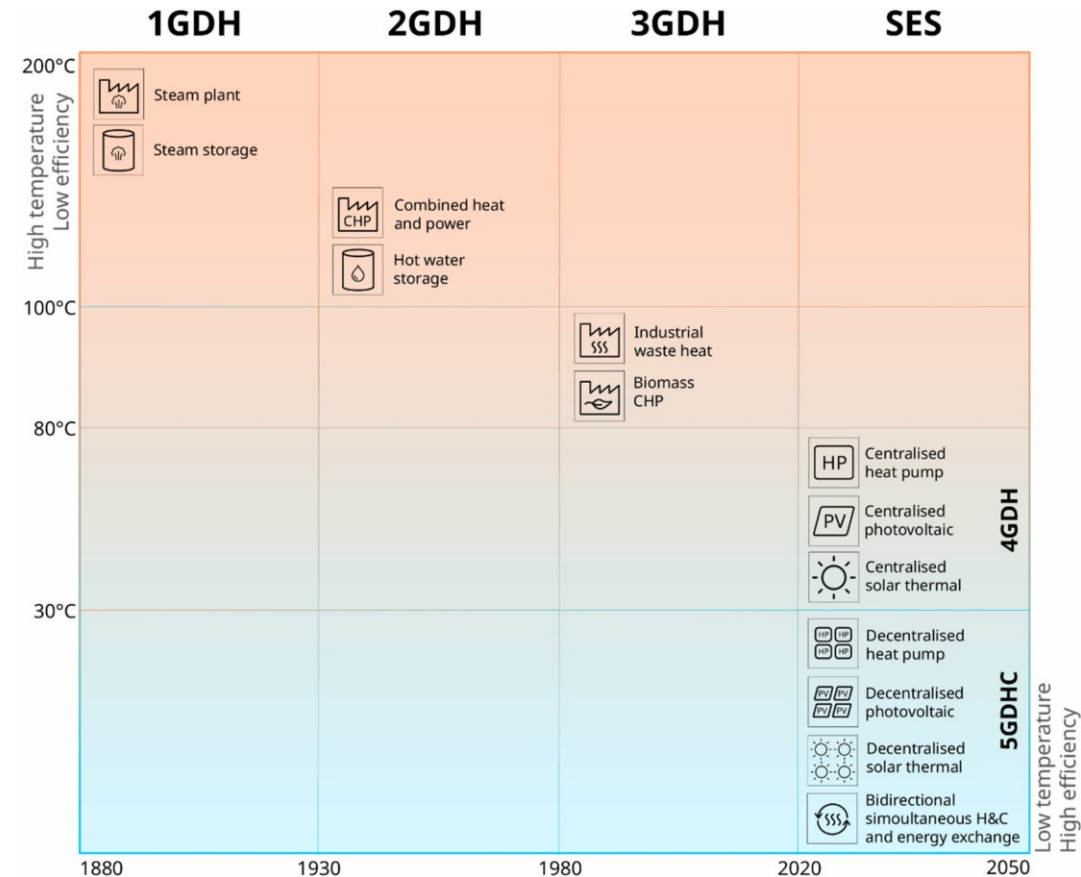 1GDH
2GDH
3GDH
SES
200°C
High temperature
Low efficiency
Steam plant
Steam storage
CHP
Combined heat
and power
Hot water
storage
100°C
Industrial
waste heat
Biomass
CHP
80°C
HP
Centralised
heat pump
PV
Centralised
photovoltaic
Centralised
solar thermal
4GDH
30°C
HP HP
HP HP
Decentralised
heat pump
PV PV
PV PV
Decentralised
photovoltaic
Decentralised
solar thermal
Bidirectional
simoultaneous H&C
and energy exchange
5GDHC
Low temperature
High efficiency
1880
1930
1980
2020
2050